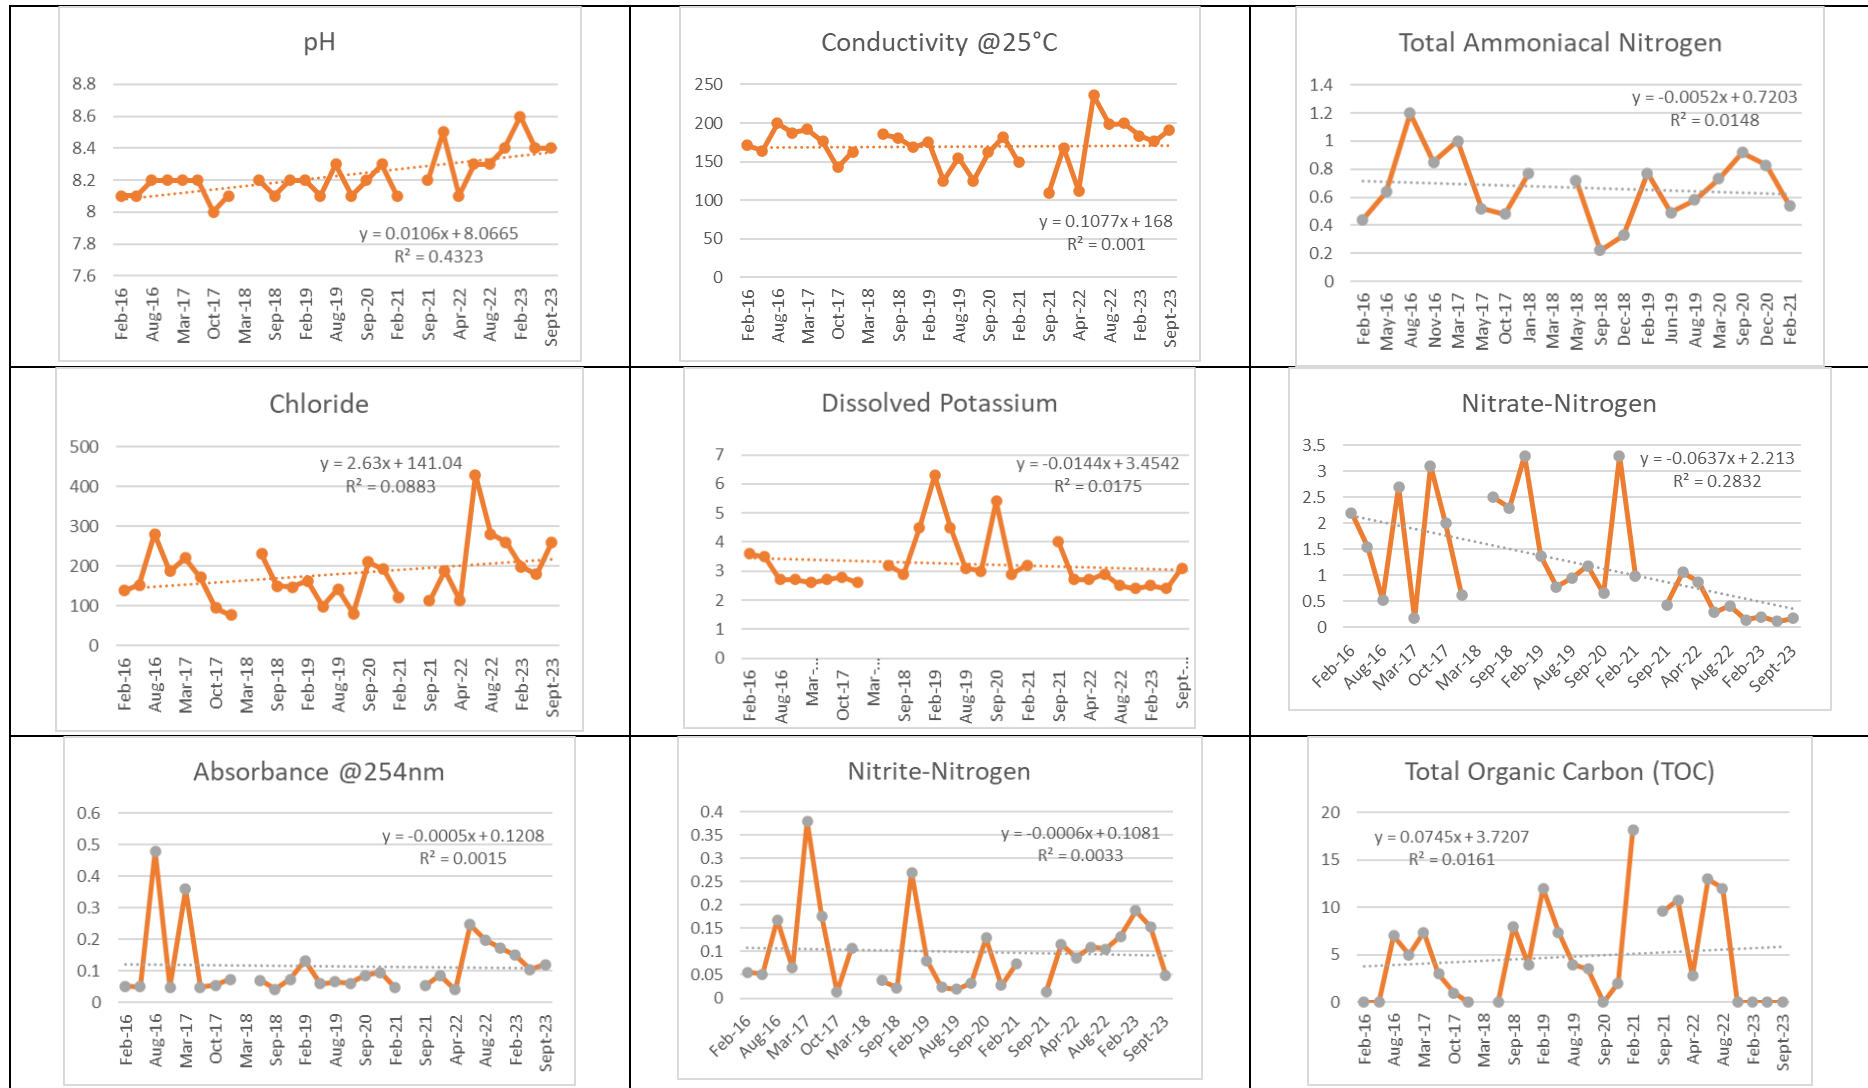 pH
8.8
8.6
8.4
8.2
8
7.8
7.6
y = 0.0106x + 8.0665
R² = 0.4323
Feb-16
Aug-16
Mar-17
Oct-17
Mar-18
Sep-18
Feb-19
Aug-19
Sep-20
Feb-21
Sep-21
Apr-22
Aug-22
Feb-23
Sept-23
Conductivity @25°C
250
200
150
100
50
0
y = 0.1077x + 168
R² = 0.001
Feb-16
Aug-16
Mar-17
Oct-17
Mar-18
Sep-18
Feb-19
Aug-19
Sep-20
Feb-21
Sep-21
Apr-22
Aug-22
Feb-23
Sept-23
Total Ammoniacal Nitrogen
1.4
1.2
1
0.8
0.6
0.4
0.2
0
y = -0.0052x + 0.7203
R² = 0.0148
Feb-16
May-16
Aug-16
Nov-16
Mar-17
May-17
Oct-17
Jan-18
Mar-18
May-18
Sep-18
Dec-18
Feb-19
Jun-19
Aug-19
Mar-20
Sep-20
Dec-20
Feb-21
Chloride
500
400
300
200
100
0
y = 2.63x + 141.04
R² = 0.0883
Feb-16
Aug-16
Mar-17
Oct-17
Mar-18
Sep-18
Feb-19
Aug-19
Sep-20
Feb-21
Sep-21
Apr-22
Aug-22
Feb-23
Sept-23
Dissolved Potassium
7
6
5
4
3
2
1
0
y = -0.0144x + 3.4542
R² = 0.0175
Feb-16
Aug-16
Mar-...
Oct-17
Mar-...
Sep-18
Feb-19
Aug-19
Sep-20
Feb-21
Sep-21
Apr-22
Aug-22
Feb-23
Sept-...
Nitrate-Nitrogen
3.5
3
2.5
2
1.5
1
0.5
0
y = -0.0637x + 2.213
R² = 0.2832
Feb-16
Aug-16
Mar-17
Oct-17
Mar-18
Sep-18
Feb-19
Aug-19
Sep-20
Feb-21
Sep-21
Apr-22
Aug-22
Feb-23
Sept-23
Absorbance @254nm
0.6
0.5
0.4
0.3
0.2
0.1
0
y = -0.0005x + 0.1208
R² = 0.0015
Feb-16
Aug-16
Mar-17
Oct-17
Mar-18
Sep-18
Feb-19
Aug-19
Sep-20
Feb-21
Sep-21
Apr-22
Aug-22
Feb-23
Sept-23
Nitrite-Nitrogen
0.4
0.35
0.3
0.25
0.2
0.15
0.1
0.05
0
y = -0.0006x + 0.1081
R² = 0.0033
Feb-16
Aug-16
Mar-17
Oct-17
Mar-18
Sep-18
Feb-19
Aug-19
Sep-20
Feb-21
Sep-21
Apr-22
Aug-22
Feb-23
Sept-23
Total Organic Carbon (TOC)
20
15
10
5
0
y = 0.0745x + 3.7207
R² = 0.0161
Feb-16
Aug-16
Mar-17
Oct-17
Mar-18
Sep-18
Feb-19
Aug-19
Sep-20
Feb-21
Sep-21
Apr-22
Aug-22
Feb-23
Sept-23